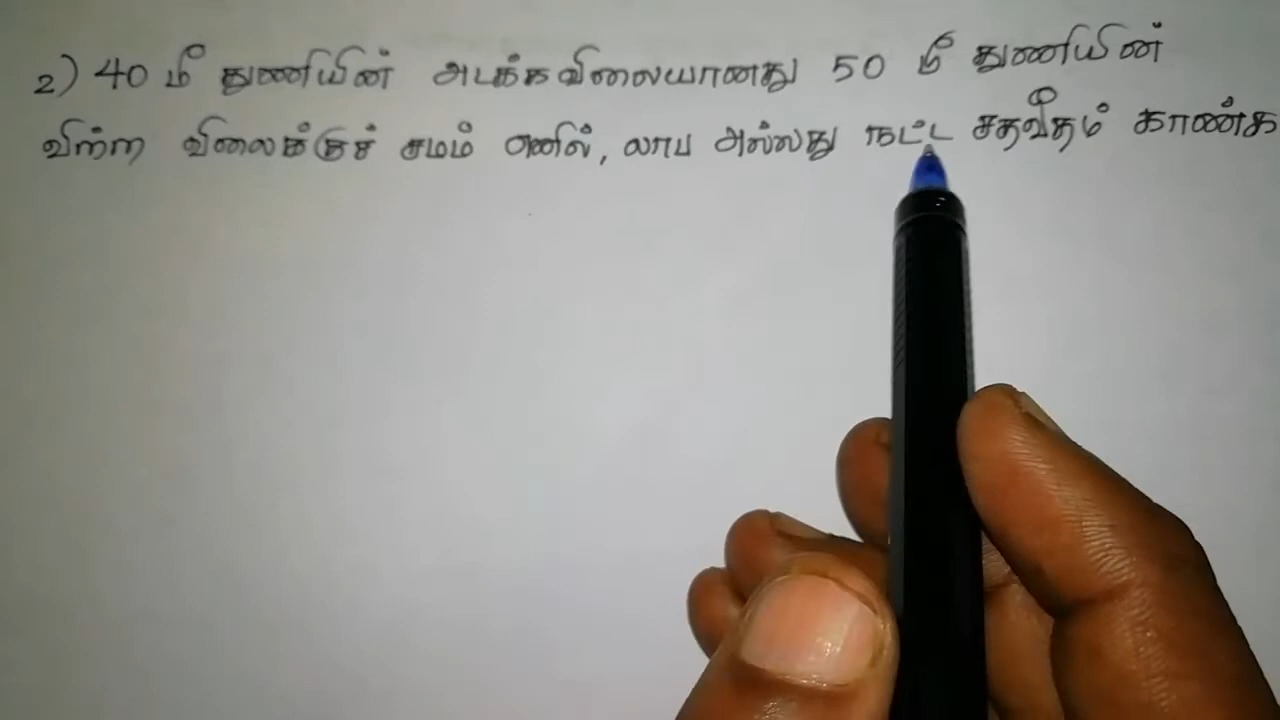 2) 40 மீ துணியின் அடக்கவிலையானது 50 மீ துணியின்
விற்ற விலைக்குச் சமம் எனில், லாப அல்லது நட்ட சதவீதம் காண்க